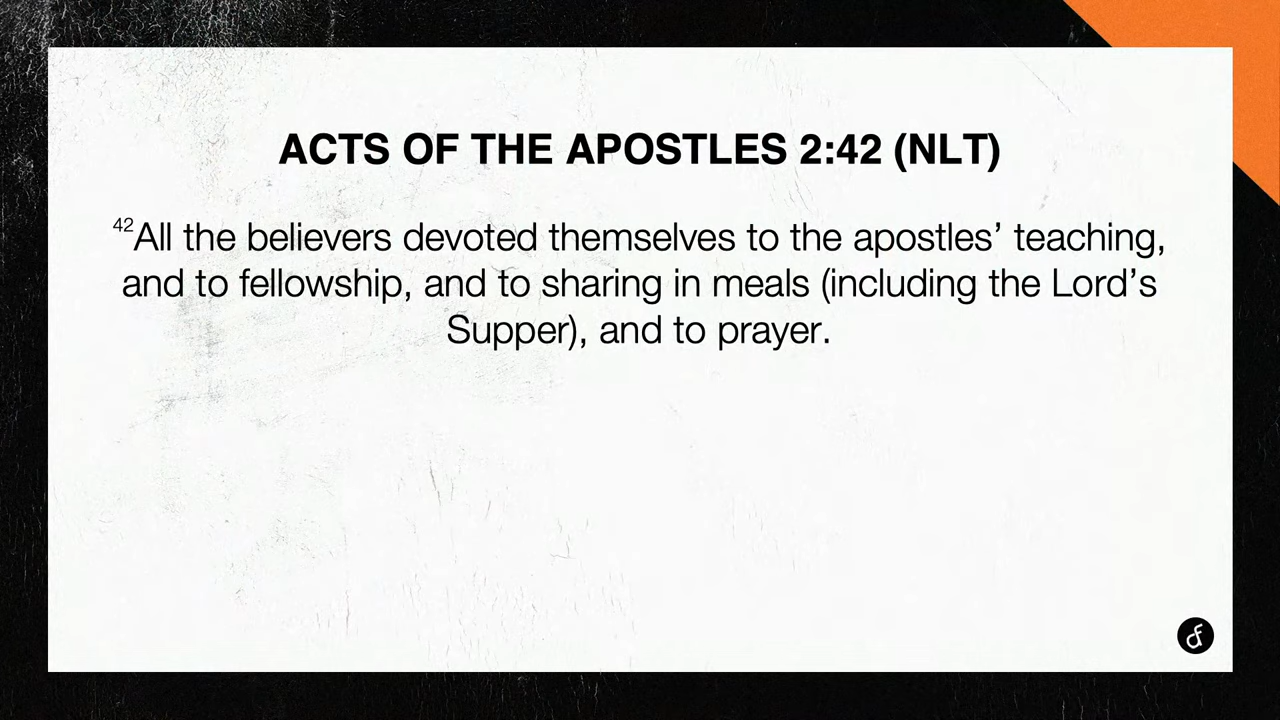 ACTS OF THE APOSTLES 2:42 (NLT)
42All the believers devoted themselves to the apostles’ teaching,
and to fellowship, and to sharing in meals (including the Lord’s
Supper), and to prayer.